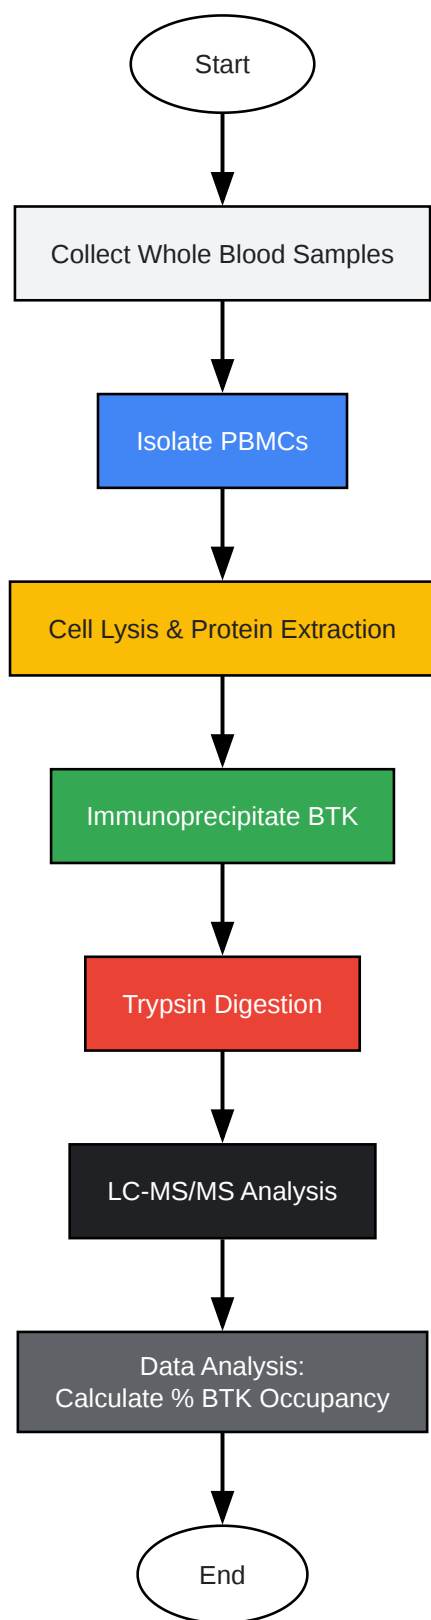 Start
Collect Whole Blood Samples
Isolate PBMCs
Cell Lysis & Protein Extraction
Immunoprecipitate BTK
Trypsin Digestion
LC-MS/MS Analysis
Data Analysis:
Calculate % BTK Occupancy
End